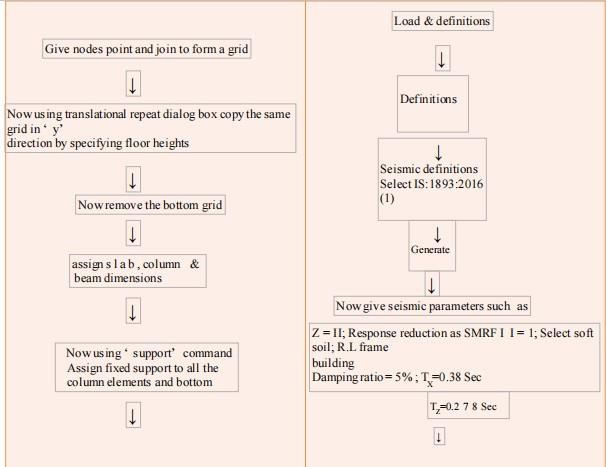 Give nodes point and join to form a grid
↓
Now using translational repeat dialog box copy the same
grid in ‘ y’
direction by specifying floor heights
↓
Now remove the bottom grid
↓
assign s l a b , column &
beam dimensions
↓
Now using ‘ support’ command
Assign fixed support to all the
column elements and bottom
↓
Load & definitions
↓
Definitions
↓
Seismic definitions
Select IS:1893:2016
(1)
↓
Generate
↓
Now give seismic parameters such as
Z = II; Response reduction as SMRF I I = 1; Select soft
soil; R.L frame
building
Damping ratio = 5% ; Tx=0.38 Sec
Tz=0.2 7 8 Sec
↓